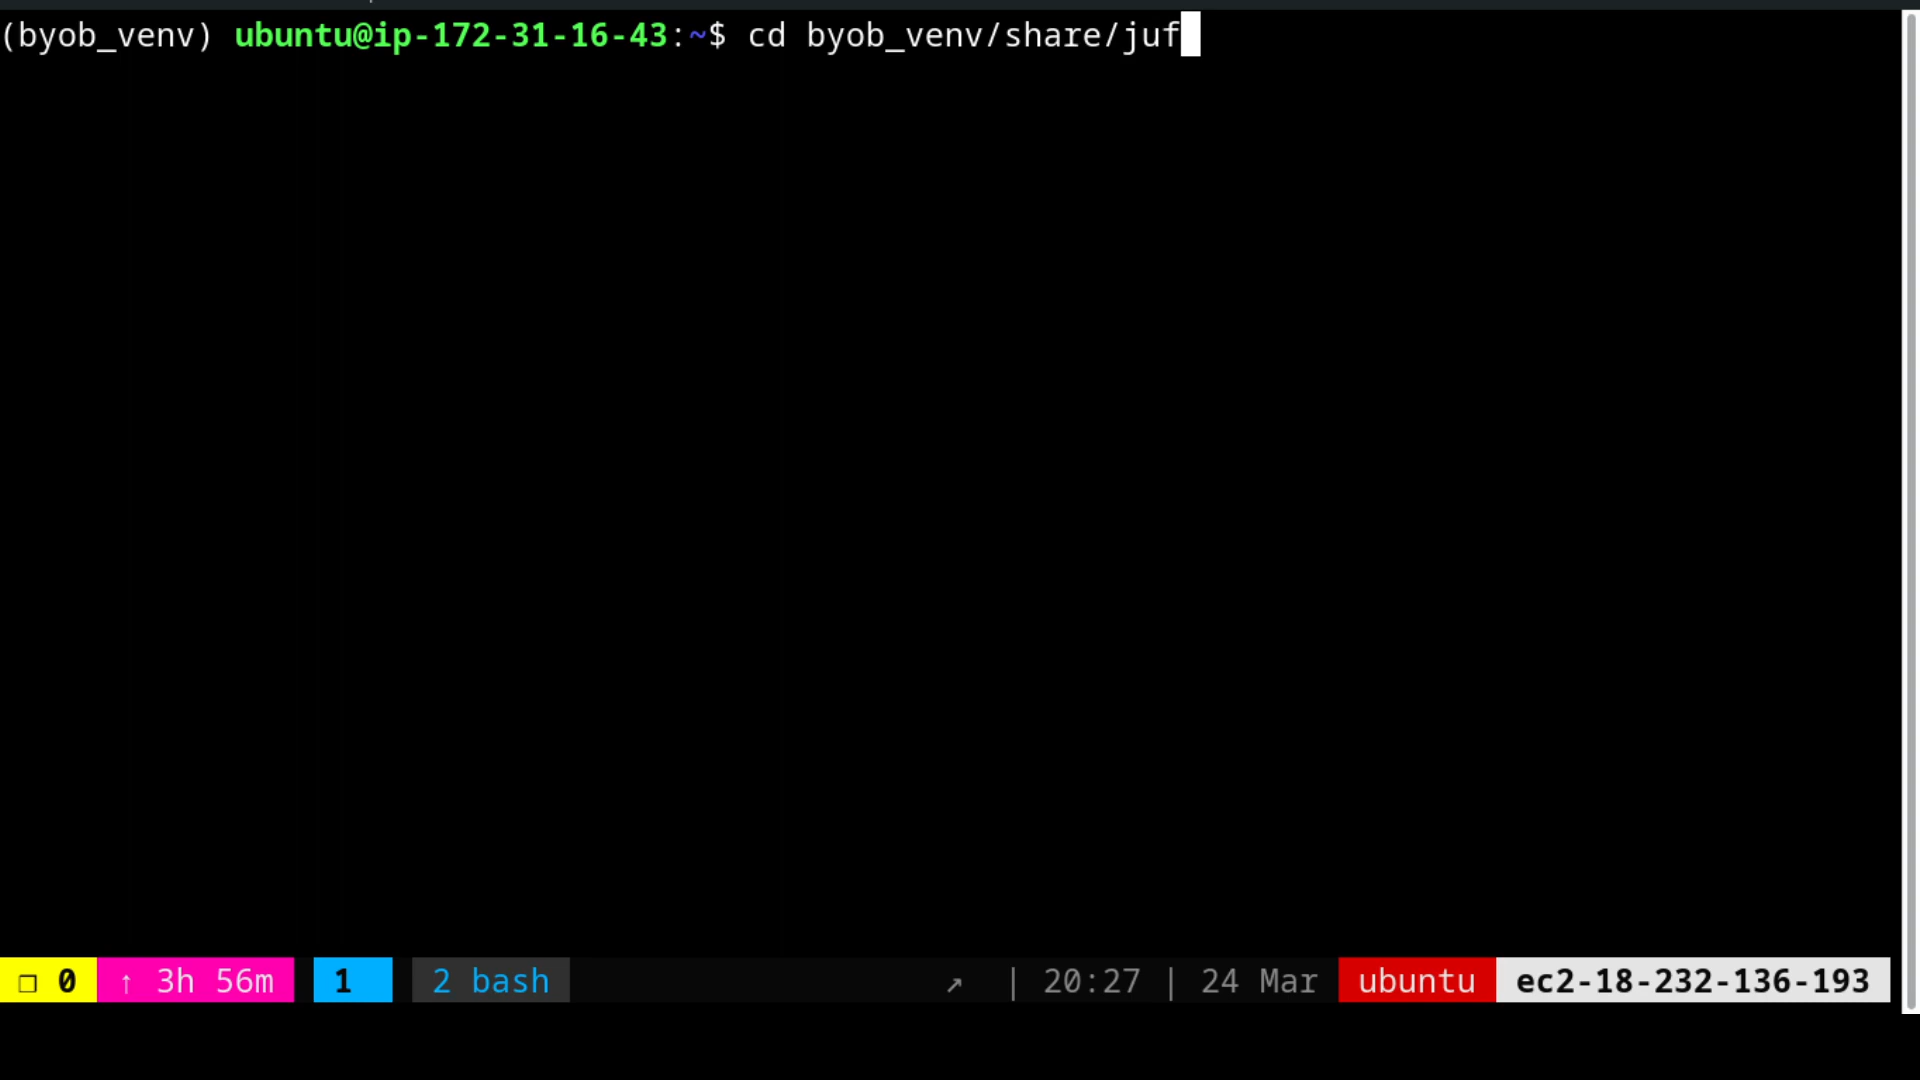 (byob_venv) ubuntu@ip-172-31-16-43:~$ cd byob_venv/share/juf
❐ 0 ↑ 3h 56m 1 2 bash ↗ | 20:27 | 24 Mar ubuntu ec2-18-232-136-193